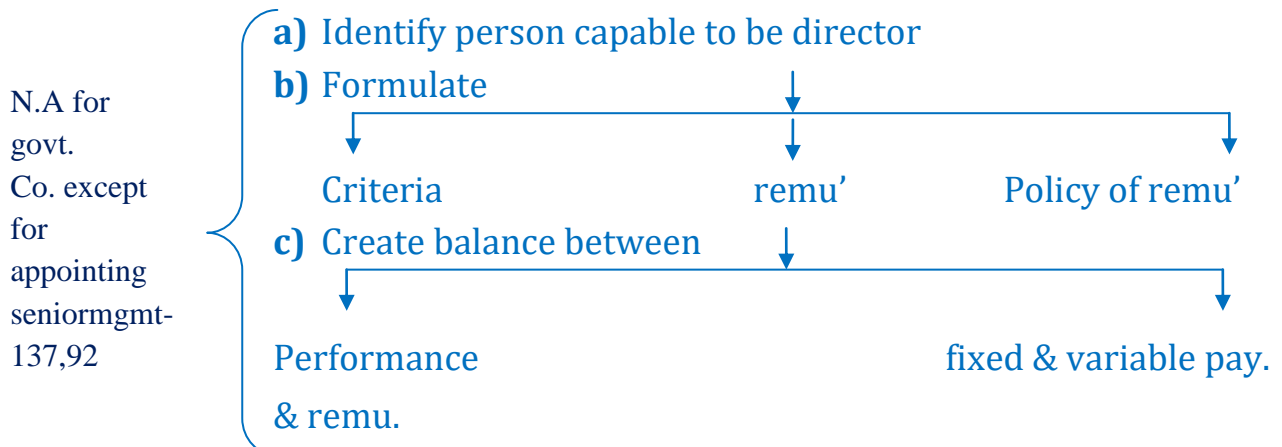 N.A for
govt.
Co. except
for
appointing
seniormgmt-
137,92
a) Identify person capable to be director
b) Formulate
Criteria remu’ Policy of remu’
c) Create balance between
Performance fixed & variable pay.
& remu.